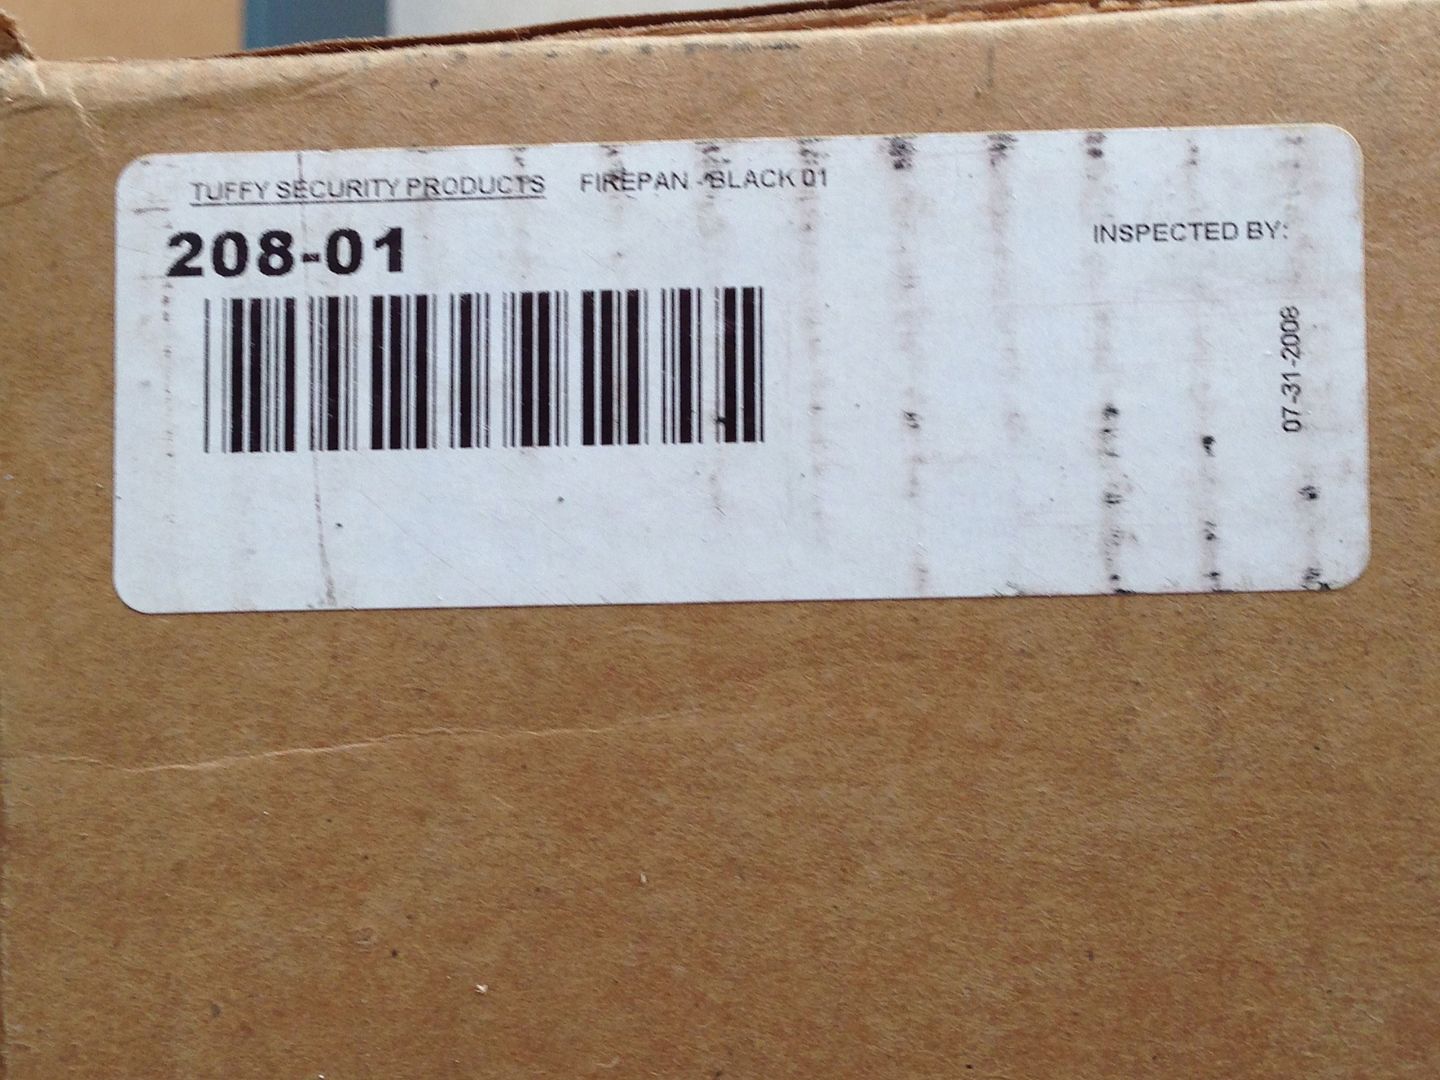 TUFFY SECURITY PRODUCTS FIREPAN - BLACK 01
208-01
INSPECTED BY:
07-31-2008